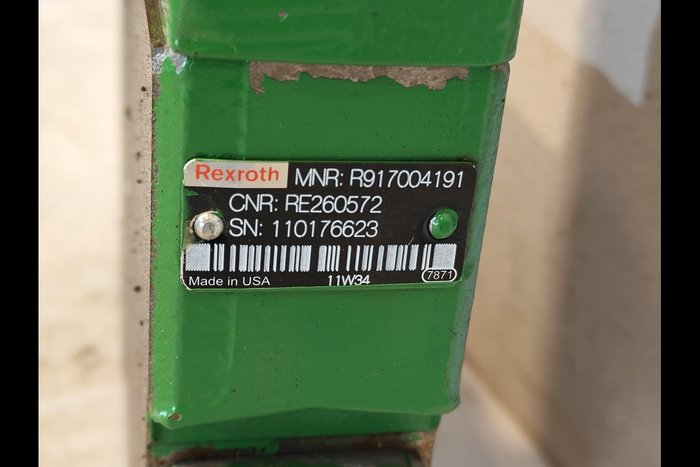 Rexroth MNR: R917004191
CNR: RE260572
SN: 110176623
Made in USA 11W34 7871